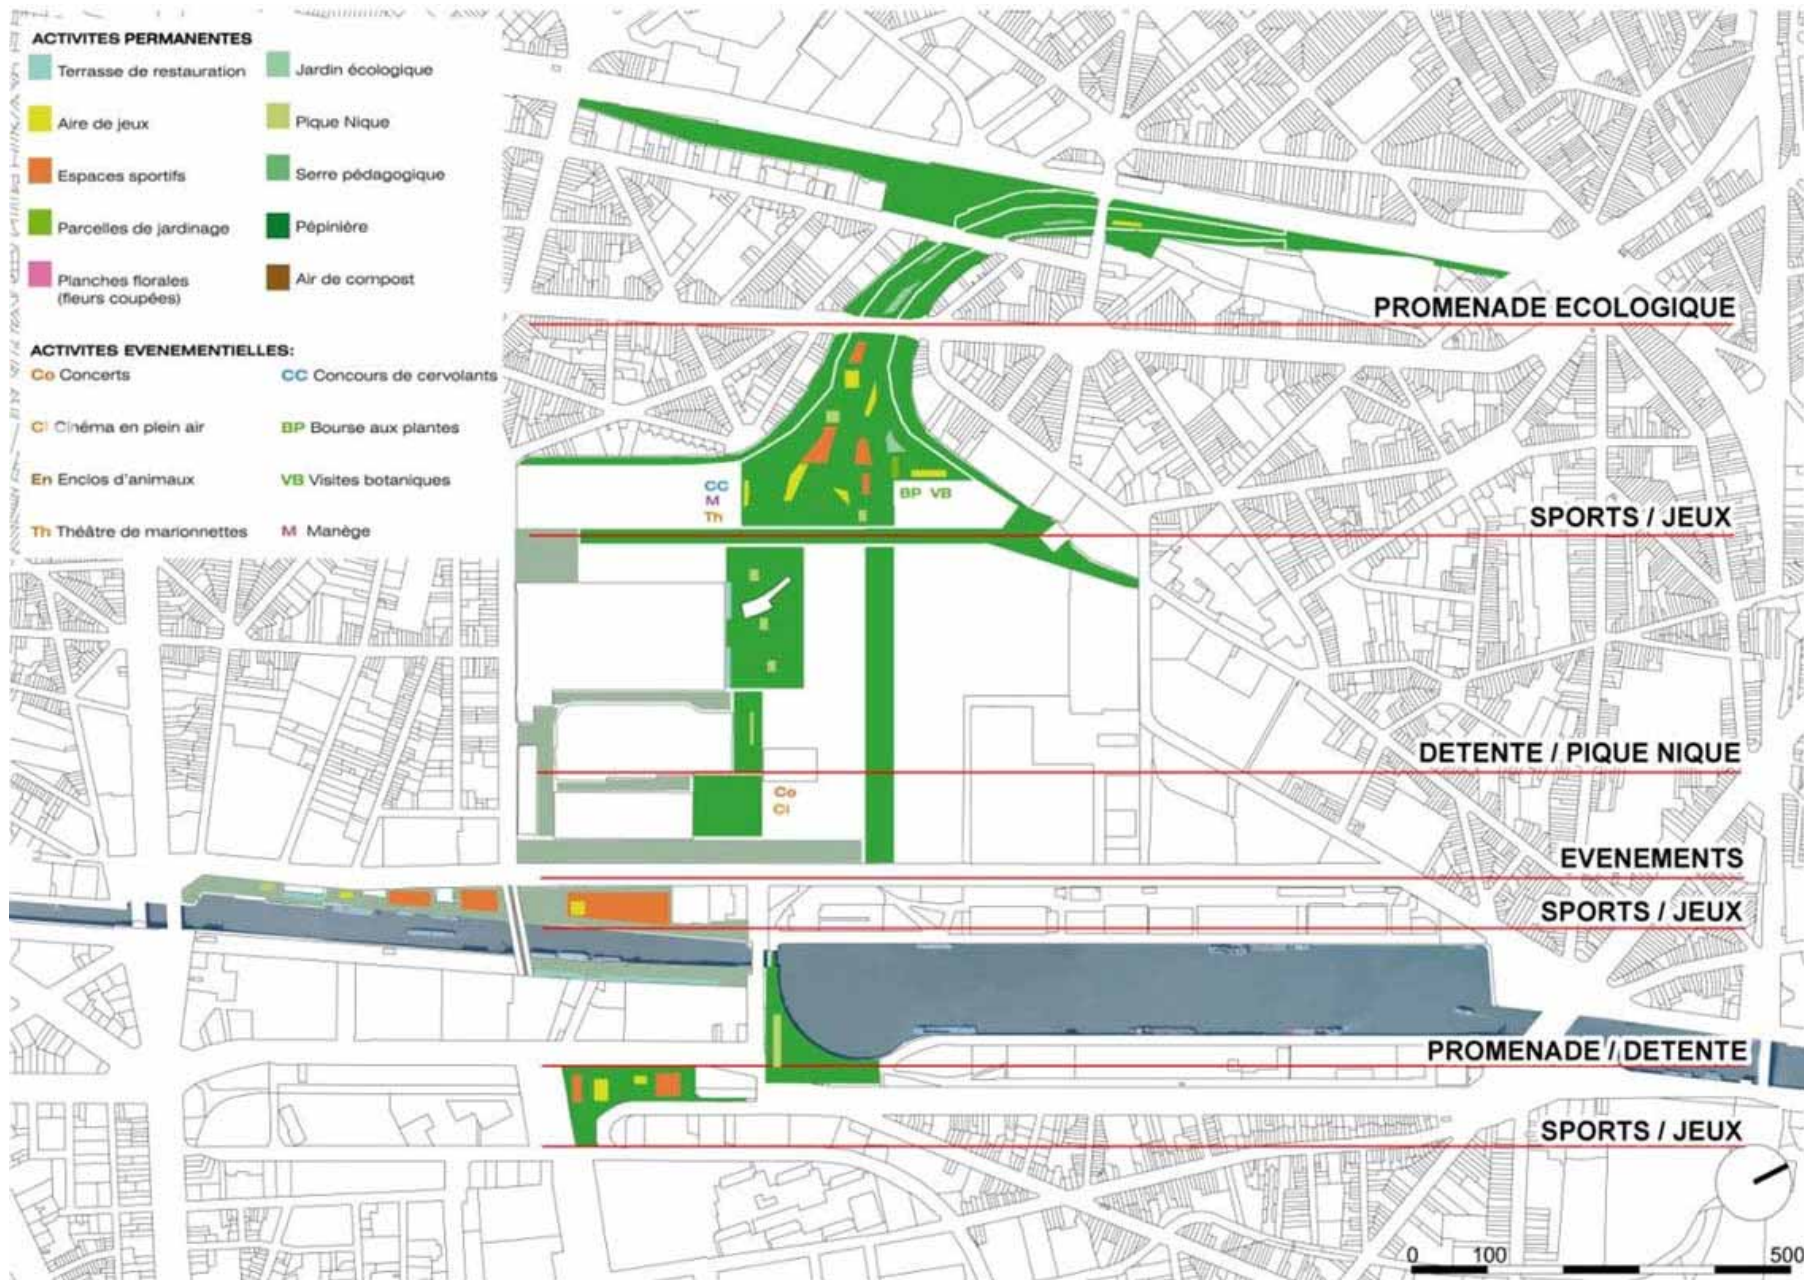 ACTIVITES PERMANENTES
Terrasse de restauration
Jardin écologique
Aire de jeux
Pique Nique
Espaces sportifs
Serre pédagogique
Parcelles de jardinage
Pépinière
Planches florales
(fleurs coupées)
Air de compost
ACTIVITES EVENEMENTIELLES:
Co Concerts
CC Concours de cervolants
Ci Cinéma en plein air
BP Bourse aux plantes
En Enclos d'animaux
VB Visites botaniques
Th Théâtre de marionnettes
M Manège
PROMENADE ECOLOGIQUE
CC
M
Th
BP VB
SPORTS / JEUX
DETENTE / PIQUE NIQUE
Co
Ci
EVENEMENTS
SPORTS / JEUX
PROMENADE / DETENTE
SPORTS / JEUX
0 100 500